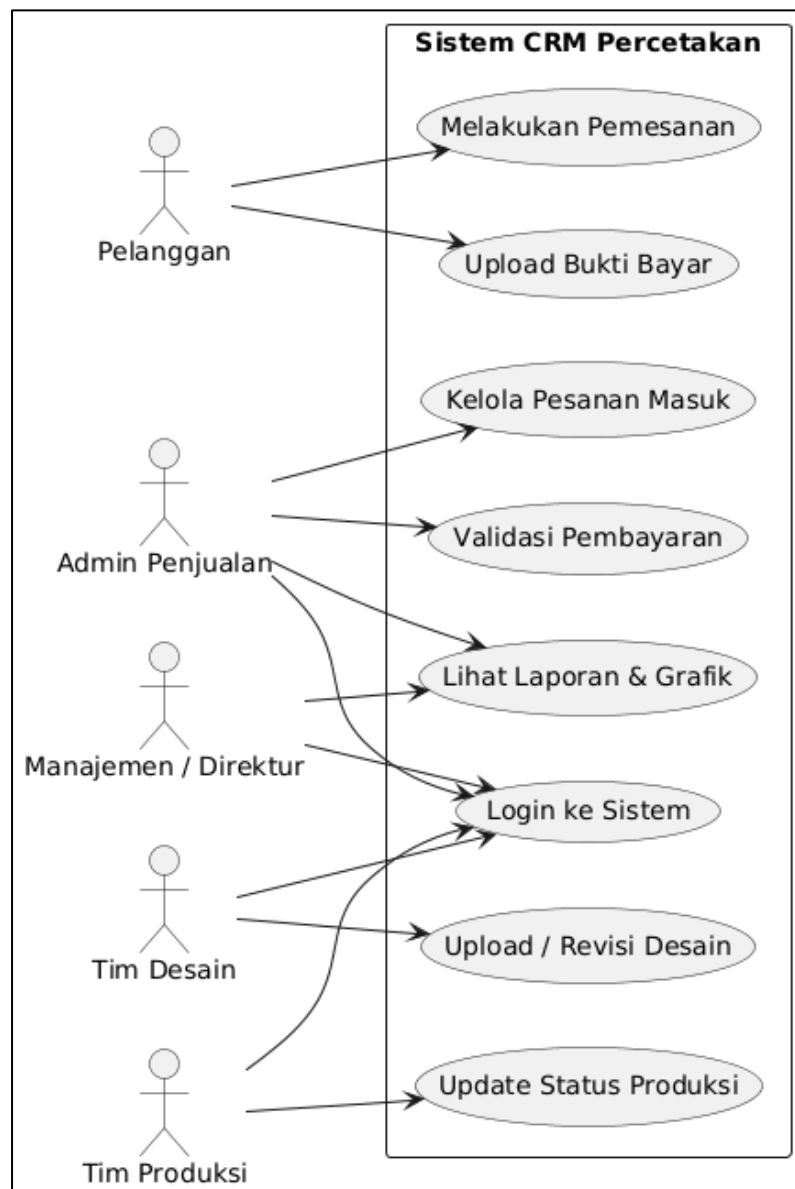 Sistem CRM Percetakan
Melakukan Pemesanan
Pelanggan
Upload Bukti Bayar
Kelola Pesanan Masuk
Admin Penjualan
Validasi Pembayaran
Lihat Laporan & Grafik
Manajemen / Direktur
Login ke Sistem
Tim Desain
Upload / Revisi Desain
Tim Produksi
Update Status Produksi